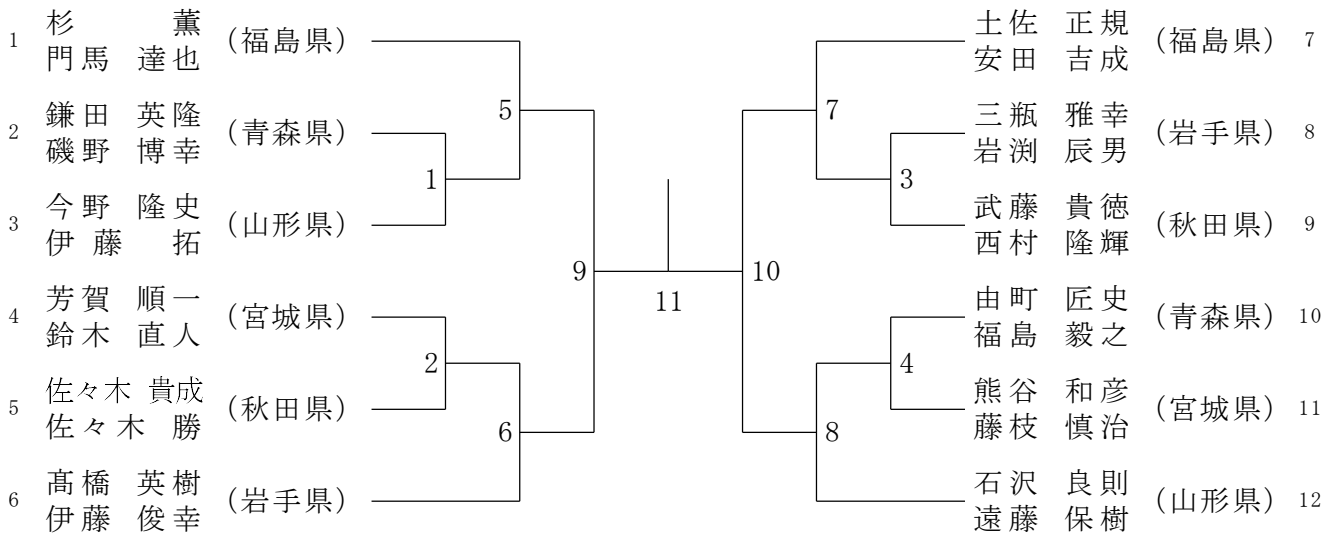 1 杉 薫 (福島県)
門馬 達也
2 鎌田 英隆 (青森県)
磯野 博幸
1
3 今野 隆史 (山形県)
伊藤 拓
5
4 芳賀 順一 (宮城県)
鈴木 直人
2
5 佐々木 貴成 (秋田県)
佐々木 勝
6
6 髙橋 英樹 (岩手県)
伊藤 俊幸
9
11
10
土佐 正規 (福島県) 7
安田 吉成
7
三瓶 雅幸 (岩手県) 8
岩渕 辰男
3
武藤 貴徳 (秋田県) 9
西村 隆輝
由町 匠史 (青森県) 10
福島 毅之
4
熊谷 和彦 (宮城県) 11
藤枝 慎治
8
石沢 良則 (山形県) 12
遠藤 保樹